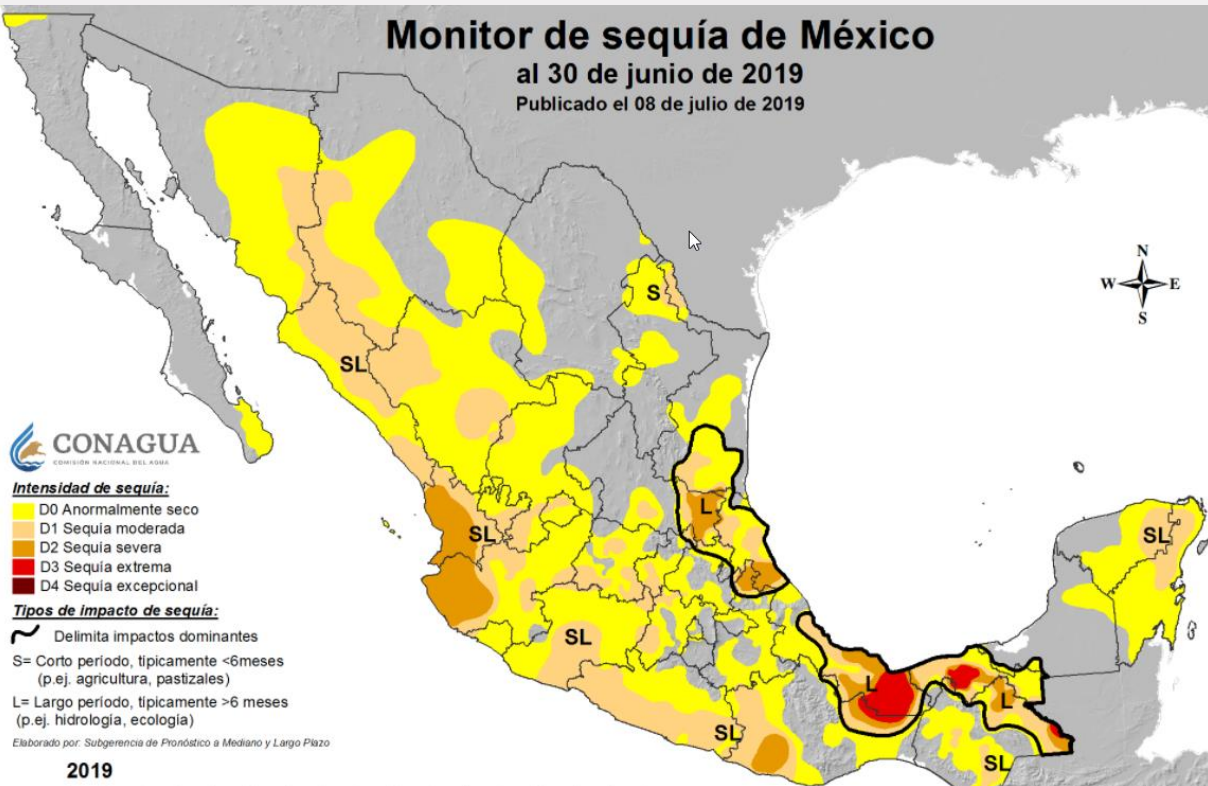 Monitor de sequía de México
al 30 de junio de 2019
Publicado el 08 de julio de 2019
N
W E
S
S
SL
L
SL
SL
SL
L
L
SL
SL
CONAGUA
COMISIÓN NACIONAL DEL AGUA
Intensidad de sequía:
D0 Anormalmente seco
D1 Sequía moderada
D2 Sequía severa
D3 Sequía extrema
D4 Sequía excepcional
Tipos de impacto de sequía:
Delimita impactos dominantes
S= Corto período, típicamente <6meses
(p.ej. agricultura, pastizales)
L= Largo período, típicamente >6 meses
(p.ej. hidrología, ecología)
Elaborado por: Subgerencia de Pronóstico a Mediano y Largo Plazo
2019